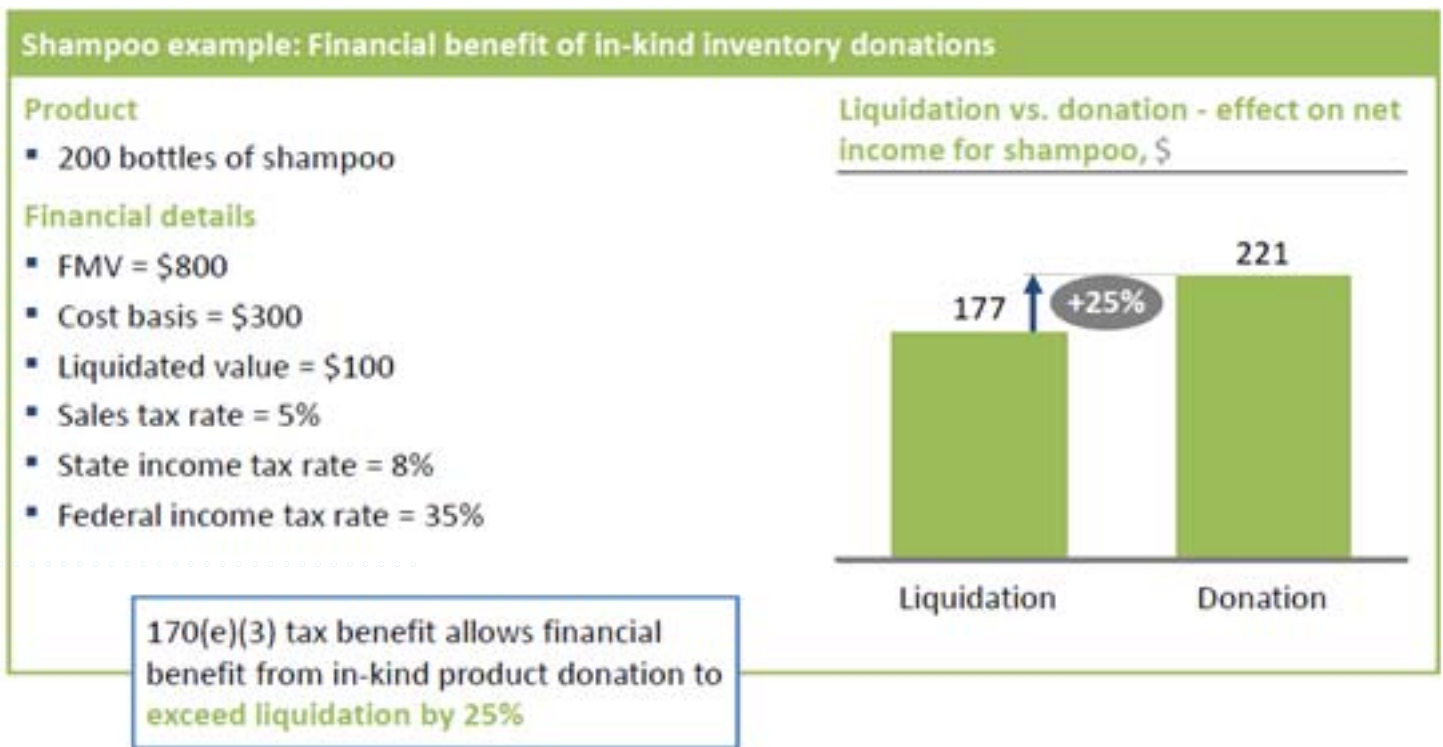 Shampoo example: Financial benefit of in-kind inventory donations
Product
▪ 200 bottles of shampoo
Financial details
▪ FMV = $800
▪ Cost basis = $300
▪ Liquidated value = $100
▪ Sales tax rate = 5%
▪ State income tax rate = 8%
▪ Federal income tax rate = 35%
170(e)(3) tax benefit allows financial
benefit from in-kind product donation to
exceed liquidation by 25%
Liquidation vs. donation - effect on net
income for shampoo, $
177
+25%
221
Liquidation
Donation